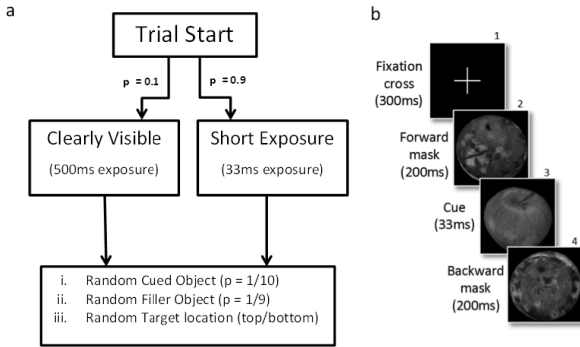 a
Trial Start
p = 0.1
p = 0.9
Clearly Visible
(500ms exposure)
Short Exposure
(33ms exposure)
i. Random Cued Object (p = 1/10)
ii. Random Filler Object (p = 1/9)
iii. Random Target location (top/bottom)
b
1
Fixation
cross
(300ms)
2
Forward
mask
(200ms)
3
Cue
(33ms)
4
Backward
mask
(200ms)